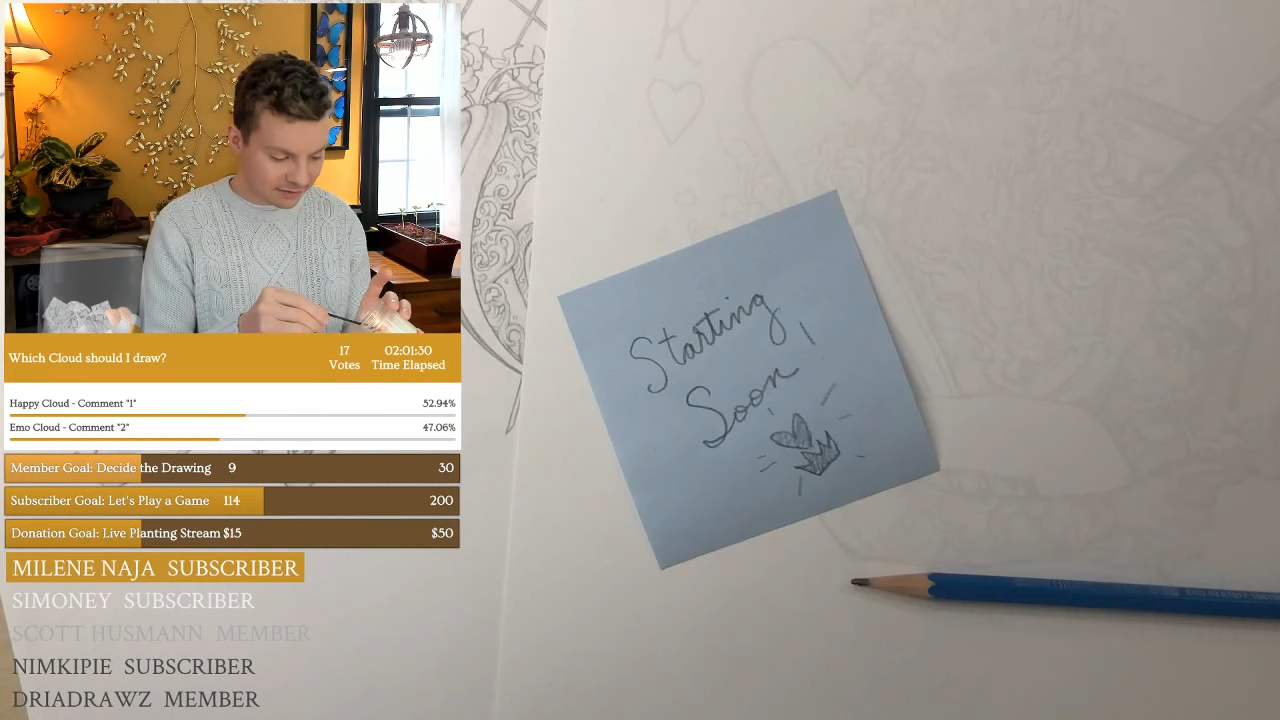 Which Cloud should I draw?
17 Votes
02:01:30 Time Elapsed
Happy Cloud - Comment "1" 52.94%
Emo Cloud - Comment "2" 47.06%
Member Goal: Decide the Drawing 9 30
Subscriber Goal: Let's Play a Game 114 200
Donation Goal: Live Planting Stream $15 $50
MILENE NAJA SUBSCRIBER
SIMONEY SUBSCRIBER
SCOTT HUSMANN MEMBER
NIMKIPIE SUBSCRIBER
DRIADRAWZ MEMBER
K
Starting
Soon!